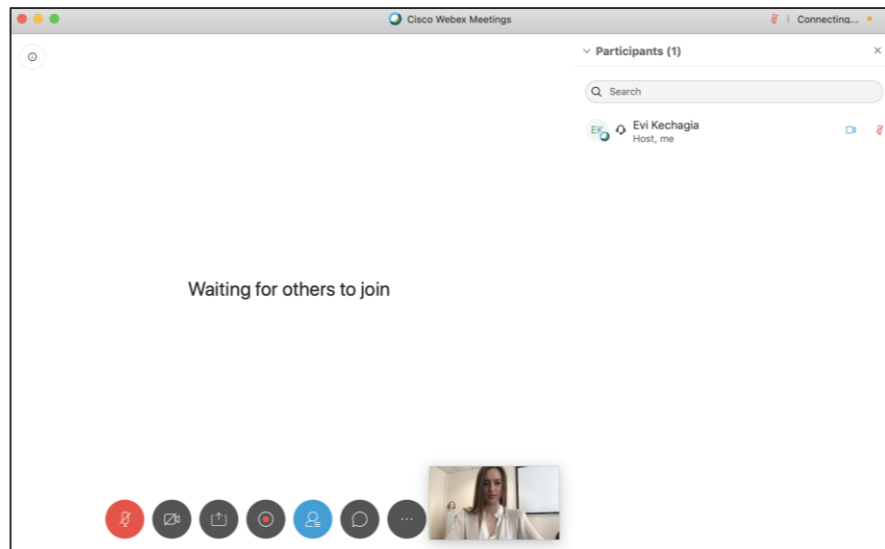 Cisco Webex Meetings
Connecting...
Participants (1)
Search
EK
Evi Kechagia
Host, me
Waiting for others to join